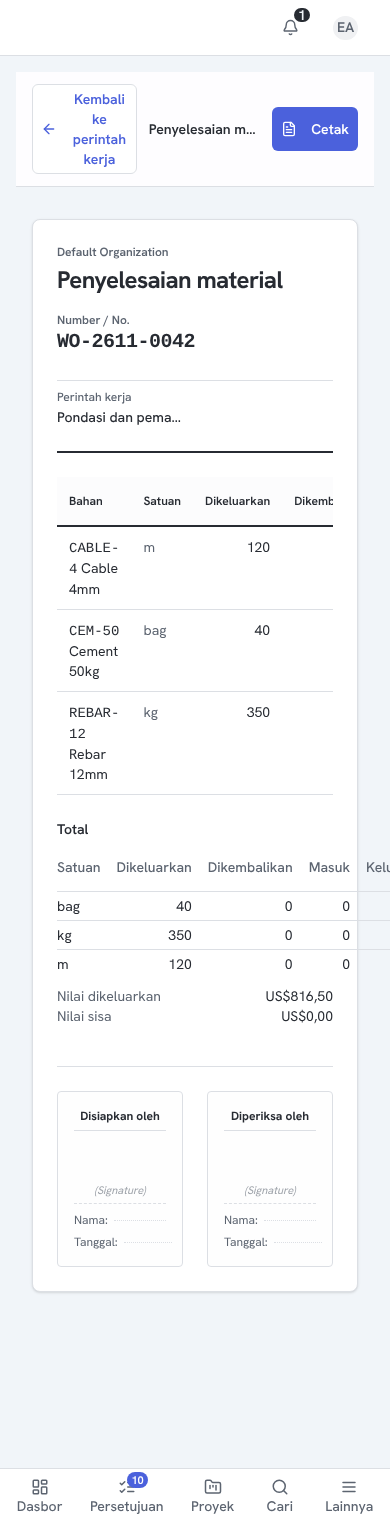 1
EA
Kembali
ke
perintah
kerja
Penyelesaian m...
Cetak
Default Organization
Penyelesaian material
Number / No.
WO-2611-0042
Perintah kerja
Pondasi dan pema...
Bahan Satuan Dikeluarkan Dikemb
CABLE- m 120
4 Cable
4mm
CEM-50 bag 40
Cement
50kg
REBAR- kg 350
12
Rebar
12mm
Total
Satuan Dikeluarkan Dikembalikan Masuk Kelu
bag 40 0 0
kg 350 0 0
m 120 0 0
Nilai dikeluarkan US$816,50
Nilai sisa US$0,00
Disiapkan oleh Diperiksa oleh
(Signature) (Signature)
Nama: Nama:
Tanggal: Tanggal:
10
Dasbor Persetujuan Proyek Cari Lainnya